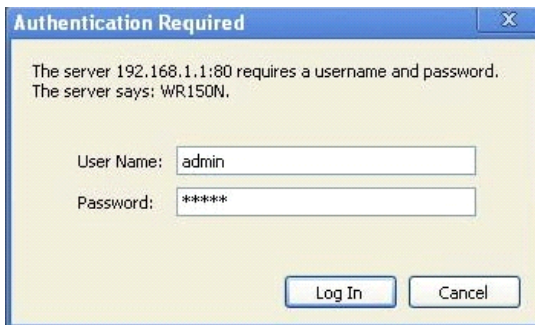 Authentication Required
The server 192.168.1.1:80 requires a username and password.
The server says: WR150N.
User Name: admin
Password: *****
Log In Cancel